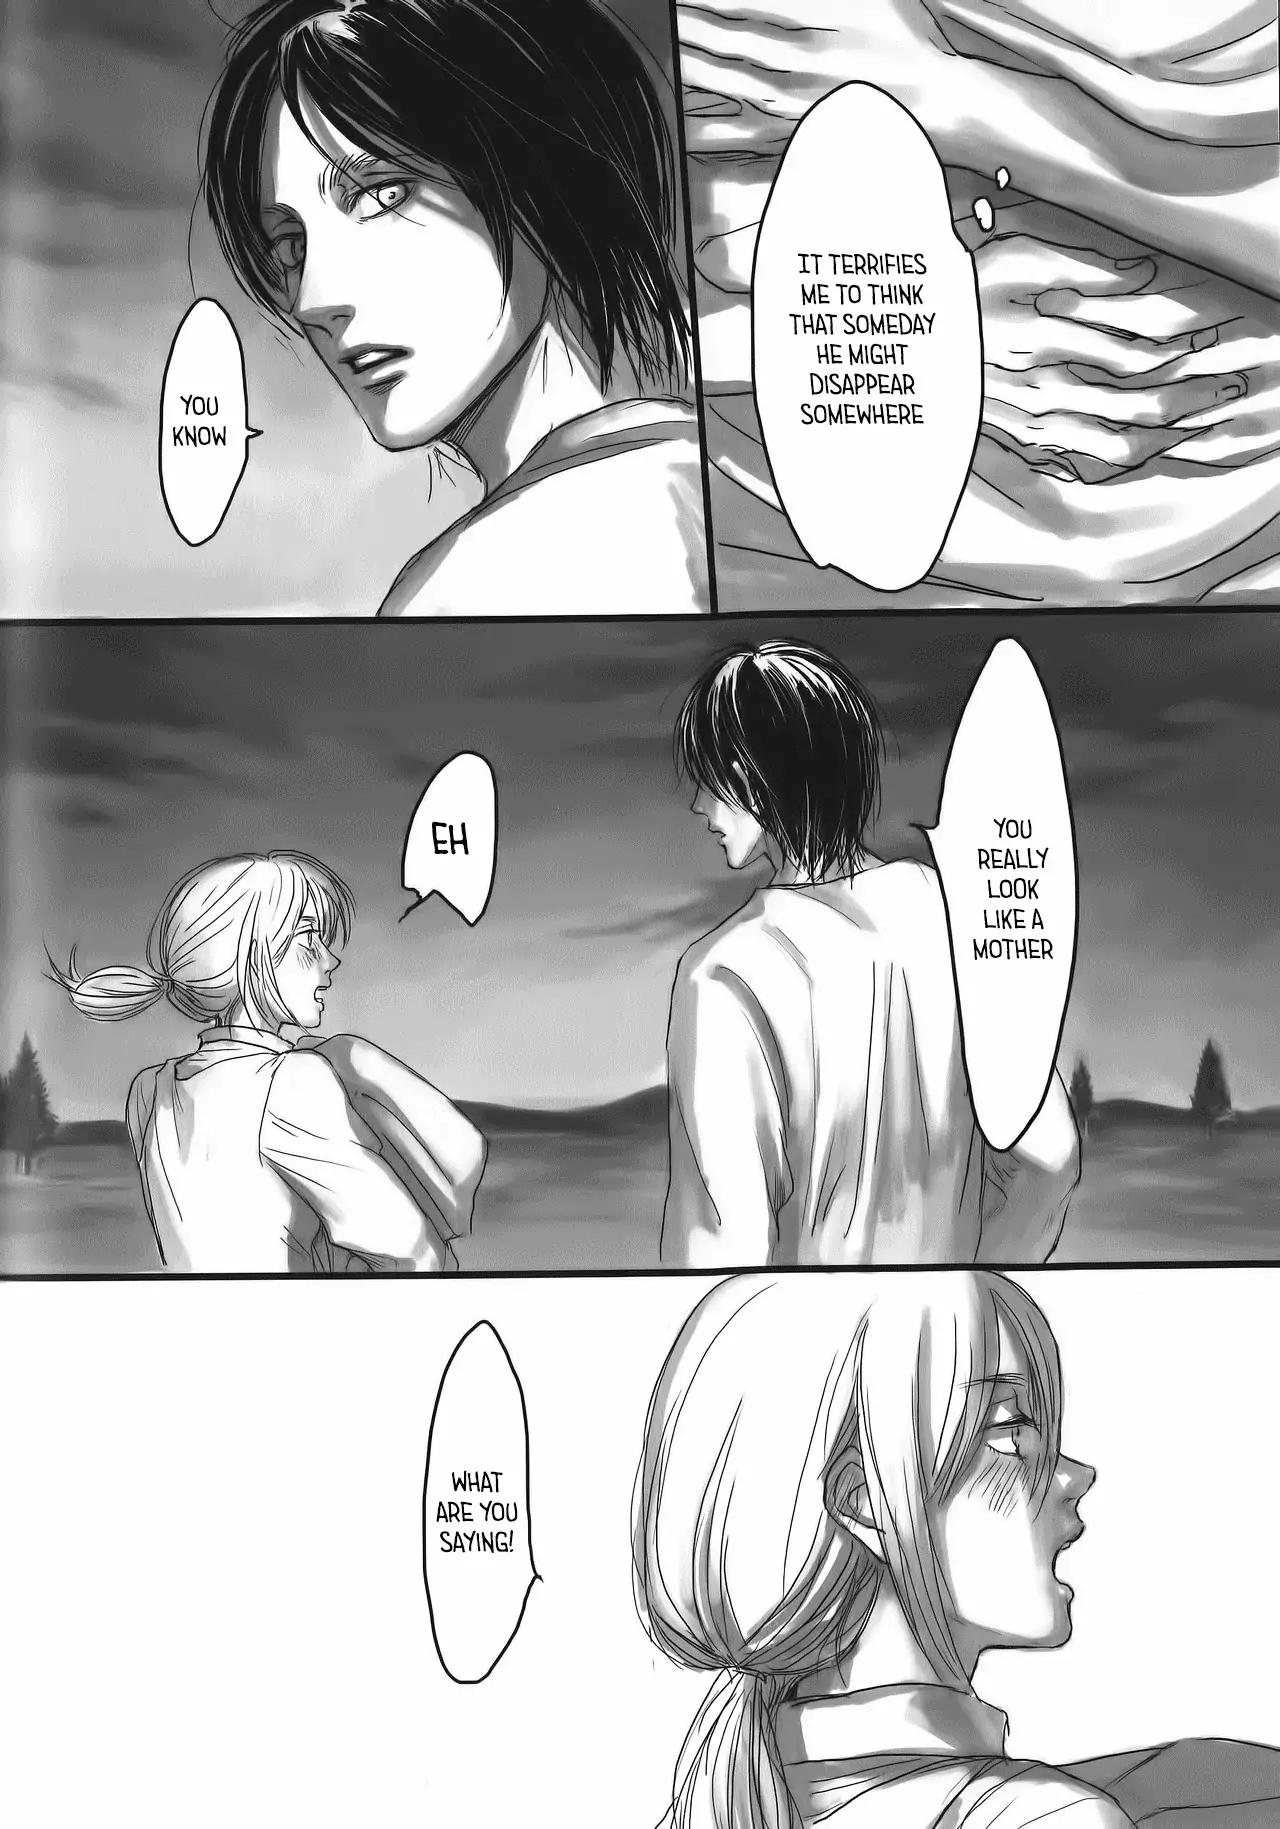 IT TERRIFIES
ME TO THINK
THAT SOMEDAY
HE MIGHT
DISAPPEAR
SOMEWHERE
YOU
KNOW
YOU
REALLY
LOOK
LIKE A
MOTHER
EH
WHAT
ARE YOU
SAYING!